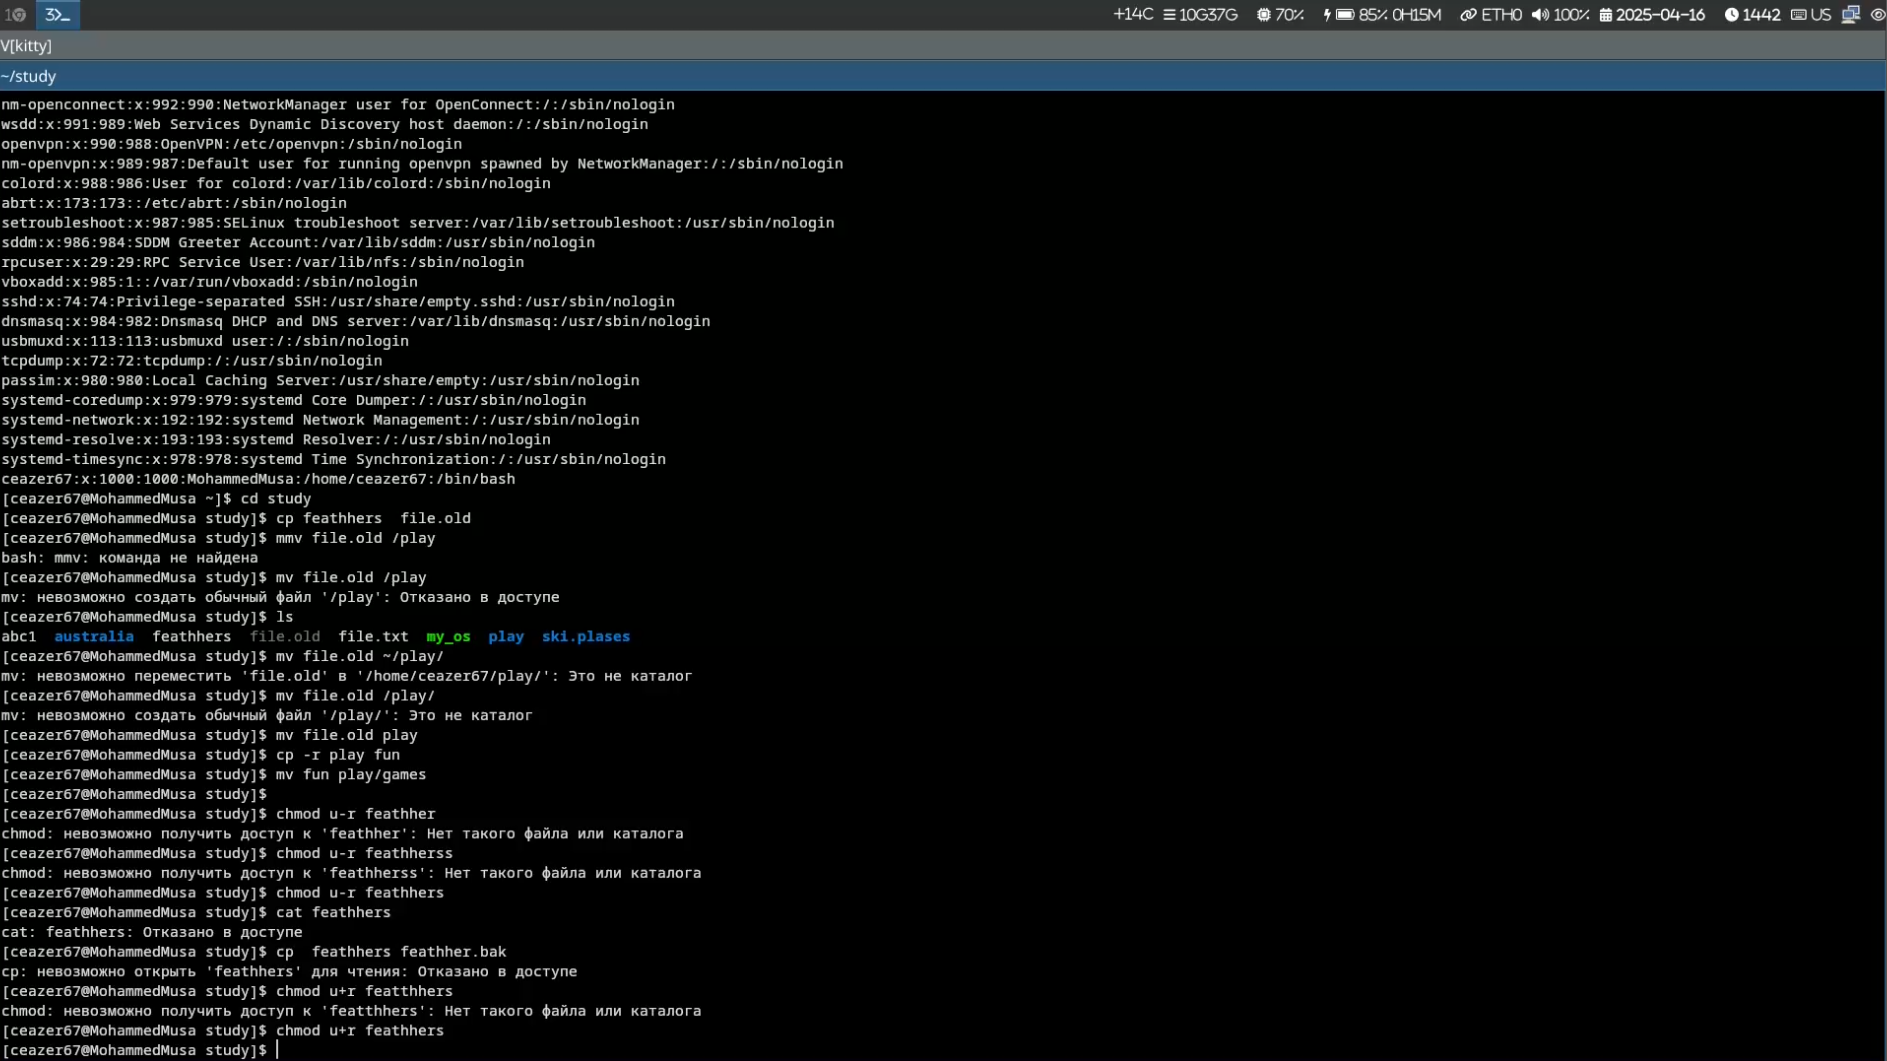 1
3
+14C 10G37G 70% 85% 0H15M ETH0 100% 2025-04-16 1442 US
V[kitty]
~/study
nm-openconnect:x:992:990:NetworkManager user for OpenConnect:/:/sbin/nologin
wsdd:x:991:989:Web Services Dynamic Discovery host daemon:/:/sbin/nologin
openvpn:x:990:988:OpenVPN:/etc/openvpn:/sbin/nologin
nm-openvpn:x:989:987:Default user for running openvpn spawned by NetworkManager:/:/sbin/nologin
colord:x:988:986:User for colord:/var/lib/colord:/sbin/nologin
abrt:x:173:173::/etc/abrt:/sbin/nologin
setroubleshoot:x:987:985:SELinux troubleshoot server:/var/lib/setroubleshoot:/usr/sbin/nologin
sddm:x:986:984:SDDM Greeter Account:/var/lib/sddm:/usr/sbin/nologin
rpcuser:x:29:29:RPC Service User:/var/lib/nfs:/sbin/nologin
vboxadd:x:985:1::/var/run/vboxadd:/sbin/nologin
sshd:x:74:74:Privilege-separated SSH:/usr/share/empty.sshd:/usr/sbin/nologin
dnsmasq:x:984:982:Dnsmasq DHCP and DNS server:/var/lib/dnsmasq:/usr/sbin/nologin
usbmuxd:x:113:113:usbmuxd user:/:/sbin/nologin
tcpdump:x:72:72:tcpdump:/:/usr/sbin/nologin
passim:x:980:980:Local Caching Server:/usr/share/empty:/usr/sbin/nologin
systemd-coredump:x:979:979:systemd Core Dumper:/:/usr/sbin/nologin
systemd-network:x:192:192:systemd Network Management:/:/usr/sbin/nologin
systemd-resolve:x:193:193:systemd Resolver:/:/usr/sbin/nologin
systemd-timesync:x:978:978:systemd Time Synchronization:/:/usr/sbin/nologin
ceazer67:x:1000:1000:MohammedMusa:/home/ceazer67:/bin/bash
[ceazer67@MohammedMusa ~]$ cd study
[ceazer67@MohammedMusa study]$ cp feathhers  file.old
[ceazer67@MohammedMusa study]$ mmv file.old /play
bash: mmv: команда не найдена
[ceazer67@MohammedMusa study]$ mv file.old /play
mv: невозможно создать обычный файл '/play': Отказано в доступе
[ceazer67@MohammedMusa study]$ ls
abc1  australia  feathhers  file.old  file.txt  my_os  play  ski.plases
[ceazer67@MohammedMusa study]$ mv file.old ~/play/
mv: невозможно переместить 'file.old' в '/home/ceazer67/play/': Это не каталог
[ceazer67@MohammedMusa study]$ mv file.old /play/
mv: невозможно создать обычный файл '/play/': Это не каталог
[ceazer67@MohammedMusa study]$ mv file.old play
[ceazer67@MohammedMusa study]$ cp -r play fun
[ceazer67@MohammedMusa study]$ mv fun play/games
[ceazer67@MohammedMusa study]$
[ceazer67@MohammedMusa study]$ chmod u-r feathher
chmod: невозможно получить доступ к 'feathher': Нет такого файла или каталога
[ceazer67@MohammedMusa study]$ chmod u-r feathherss
chmod: невозможно получить доступ к 'feathherss': Нет такого файла или каталога
[ceazer67@MohammedMusa study]$ chmod u-r feathhers
[ceazer67@MohammedMusa study]$ cat feathhers
cat: feathhers: Отказано в доступе
[ceazer67@MohammedMusa study]$ cp  feathhers feathher.bak
cp: невозможно открыть 'feathhers' для чтения: Отказано в доступе
[ceazer67@MohammedMusa study]$ chmod u+r featthhers
chmod: невозможно получить доступ к 'featthhers': Нет такого файла или каталога
[ceazer67@MohammedMusa study]$ chmod u+r feathhers
[ceazer67@MohammedMusa study]$